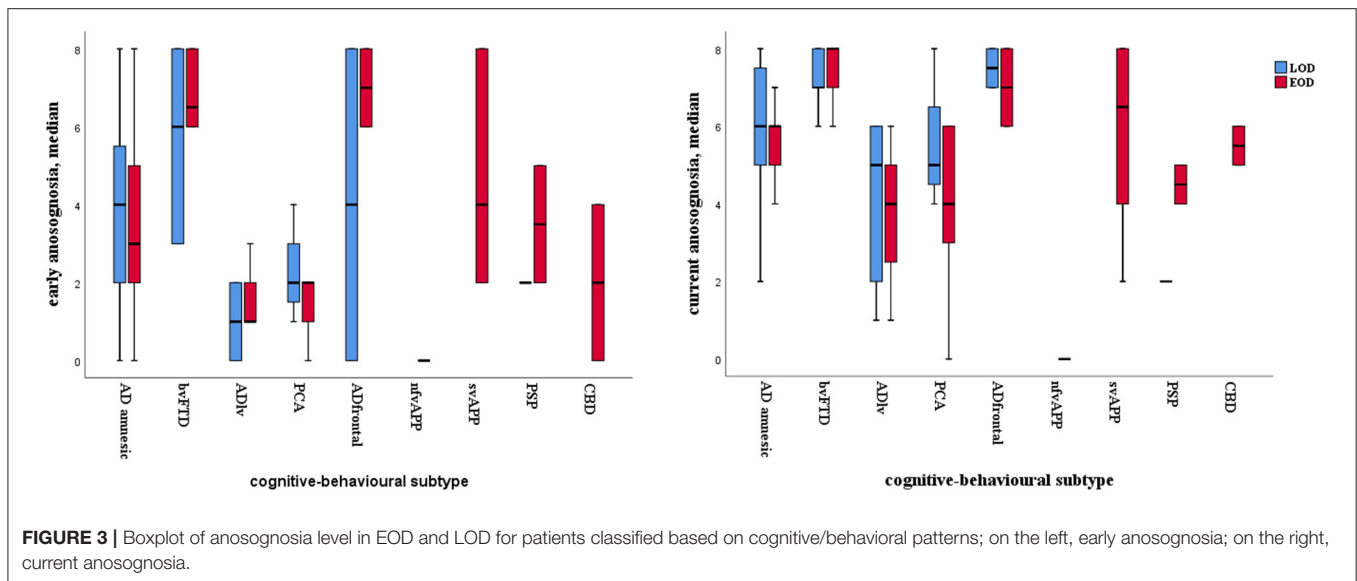 early anosognosia, median
8
6
4
2
0
AD amnesic
bvFTD
ADlv
PCA
ADfrontal
nfvAPP
svAPP
PSP
CBD
cognitive-behavioural subtype
current anosognosia, median
8
6
4
2
0
AD amnesic
bvFTD
ADlv
PCA
ADfrontal
nfvAPP
svAPP
PSP
CBD
cognitive-behavioural subtype
LOD
EOD
FIGURE 3 | Boxplot of anosognosia level in EOD and LOD for patients classified based on cognitive/behavioral patterns; on the left, early anosognosia; on the right,
current anosognosia.